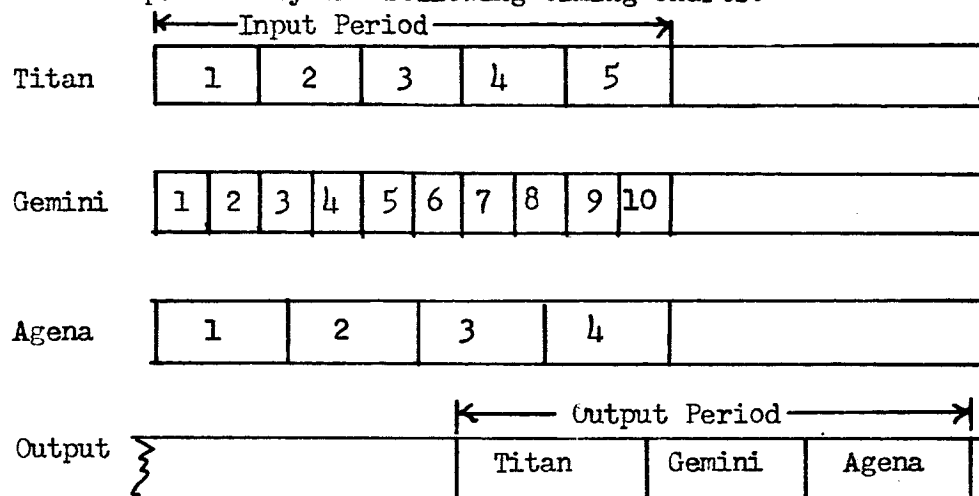 Input Period
Titan 1 2 3 4 5
Gemini 1 2 3 4 5 6 7 8 9 10
Agena 1 2 3 4
Output Period
Output Titan Gemini Agena